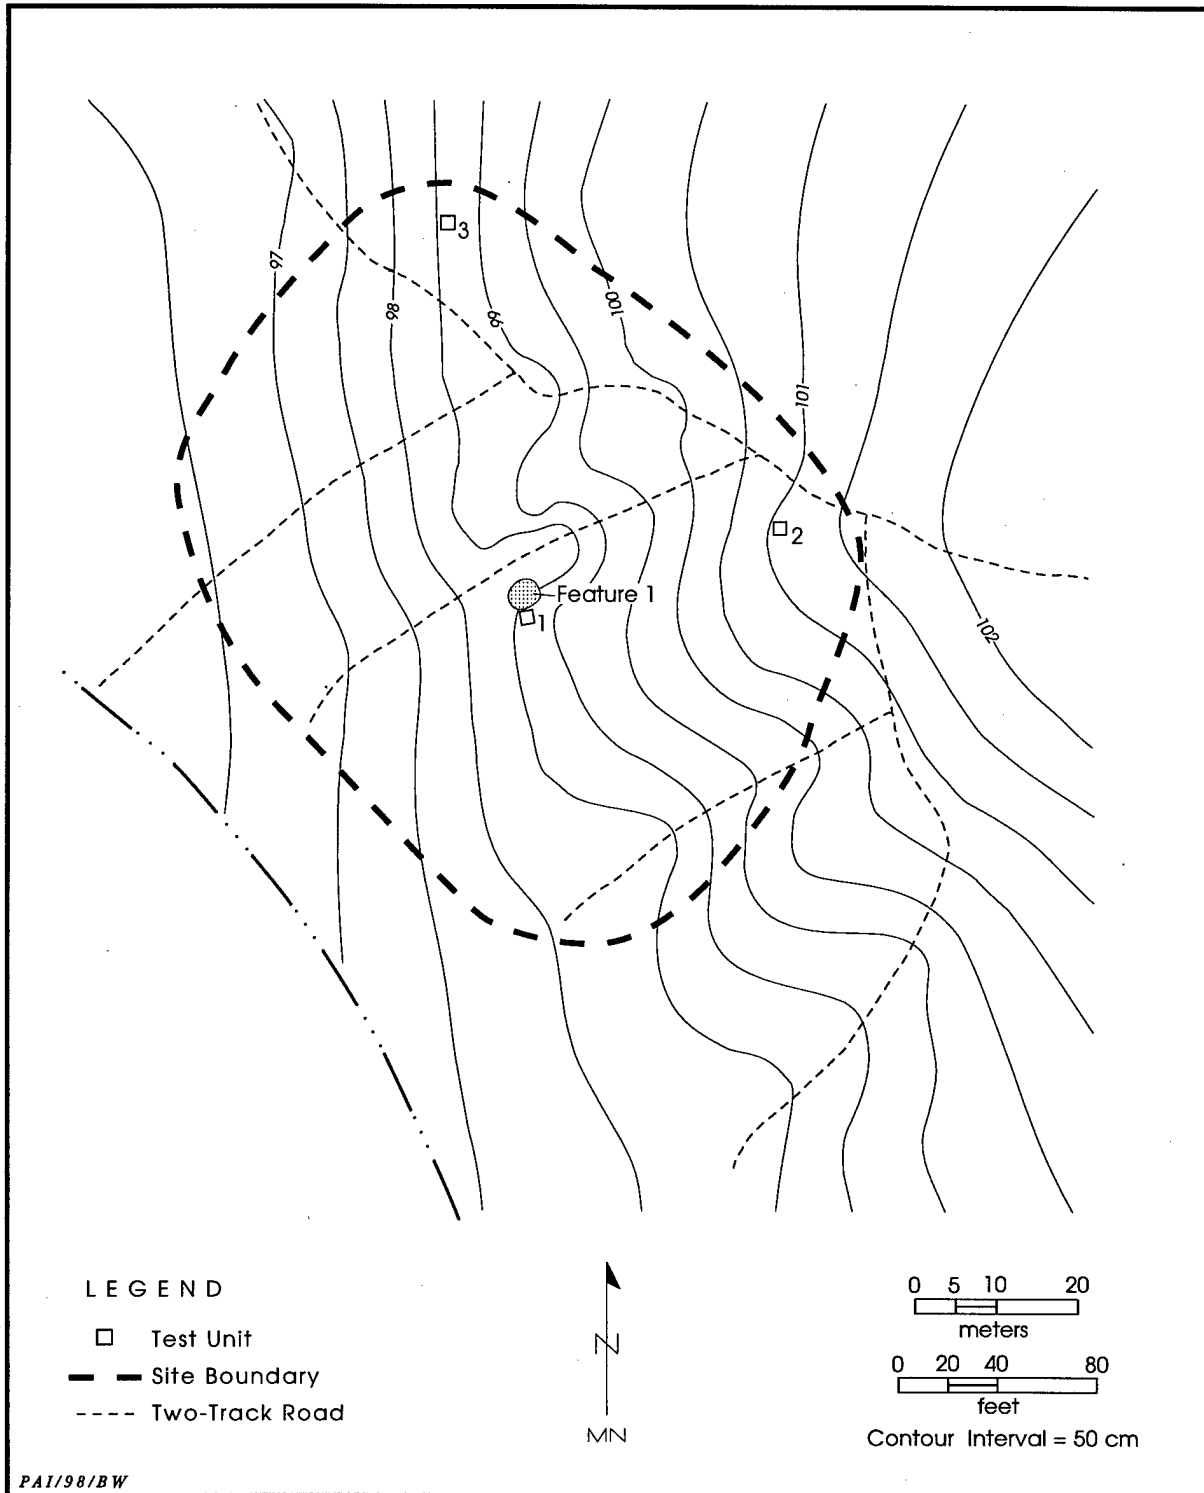 3
97
98
99
100
101
2
Feature 1
1
102
LEGEND
Test Unit
Site Boundary
Two-Track Road
N
MN
0 5 10 20
meters
0 20 40 80
feet
Contour Interval = 50 cm
PAI/98/BW